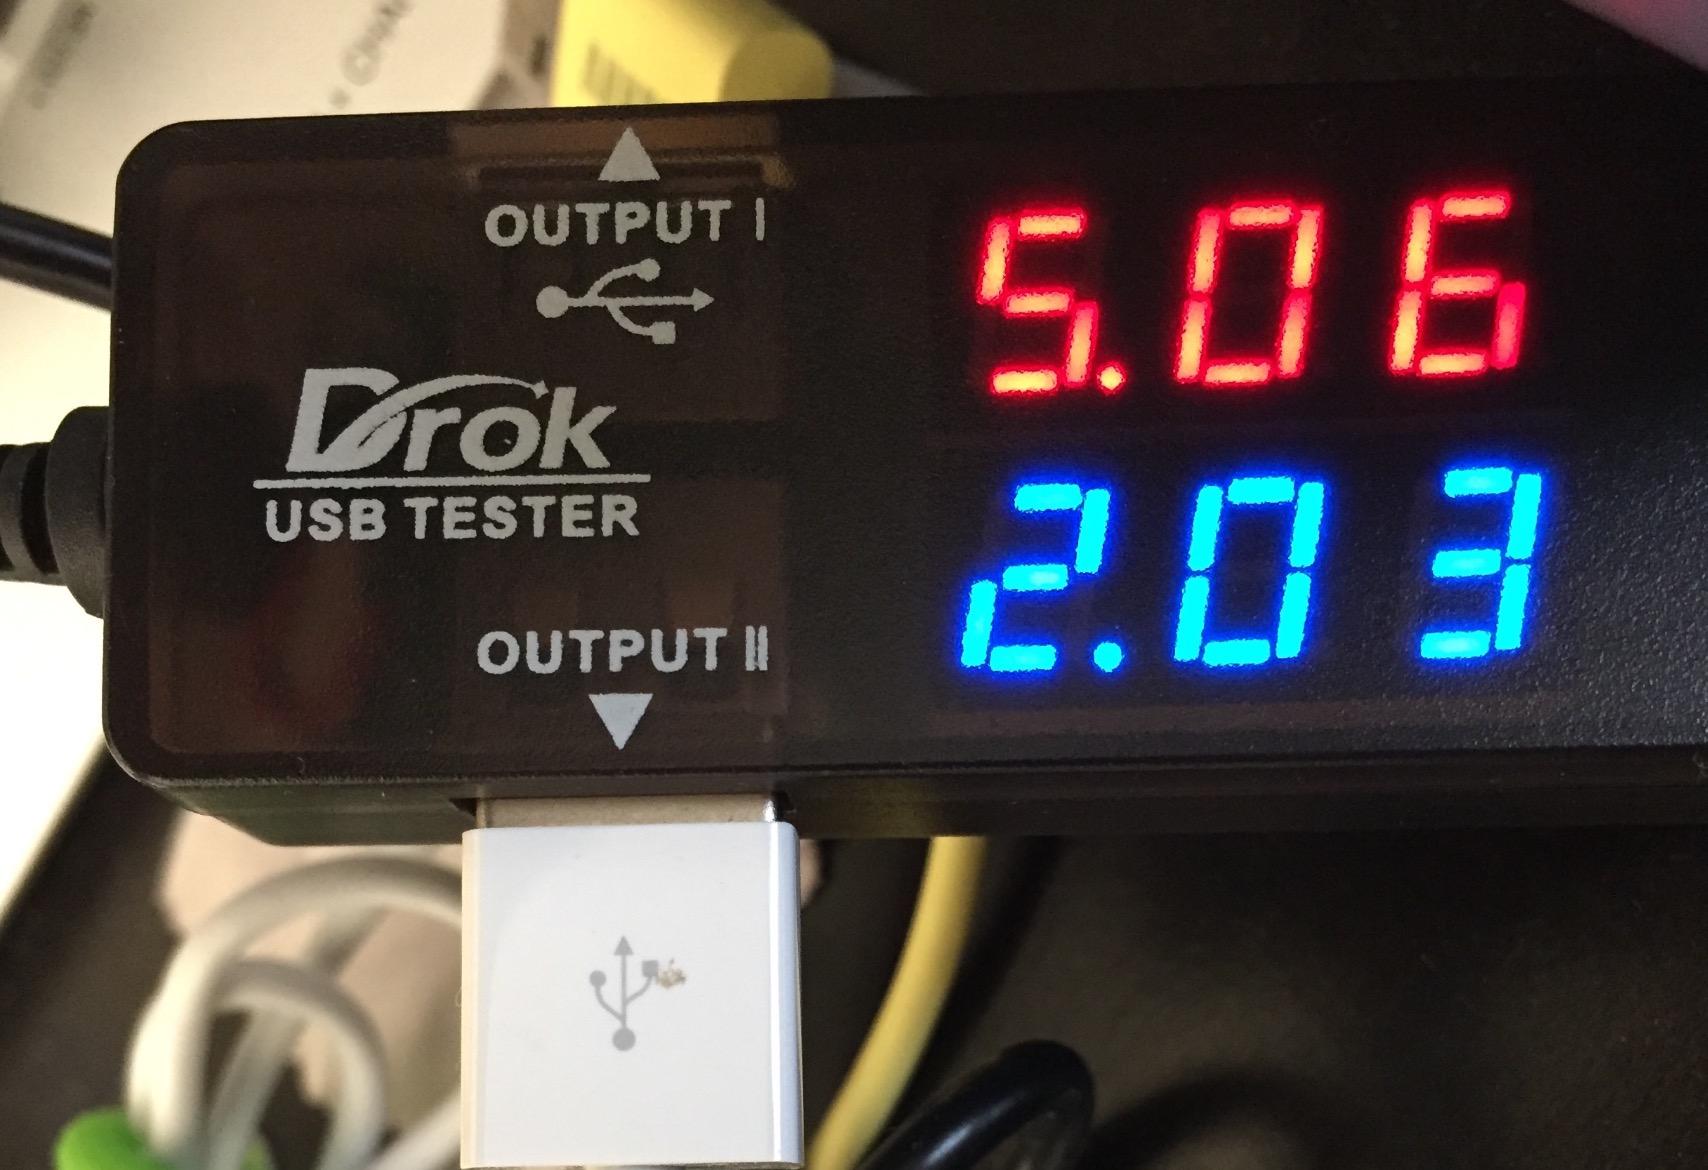 OUTPUT I
5.06
Drok
USB TESTER
2.03
OUTPUT II